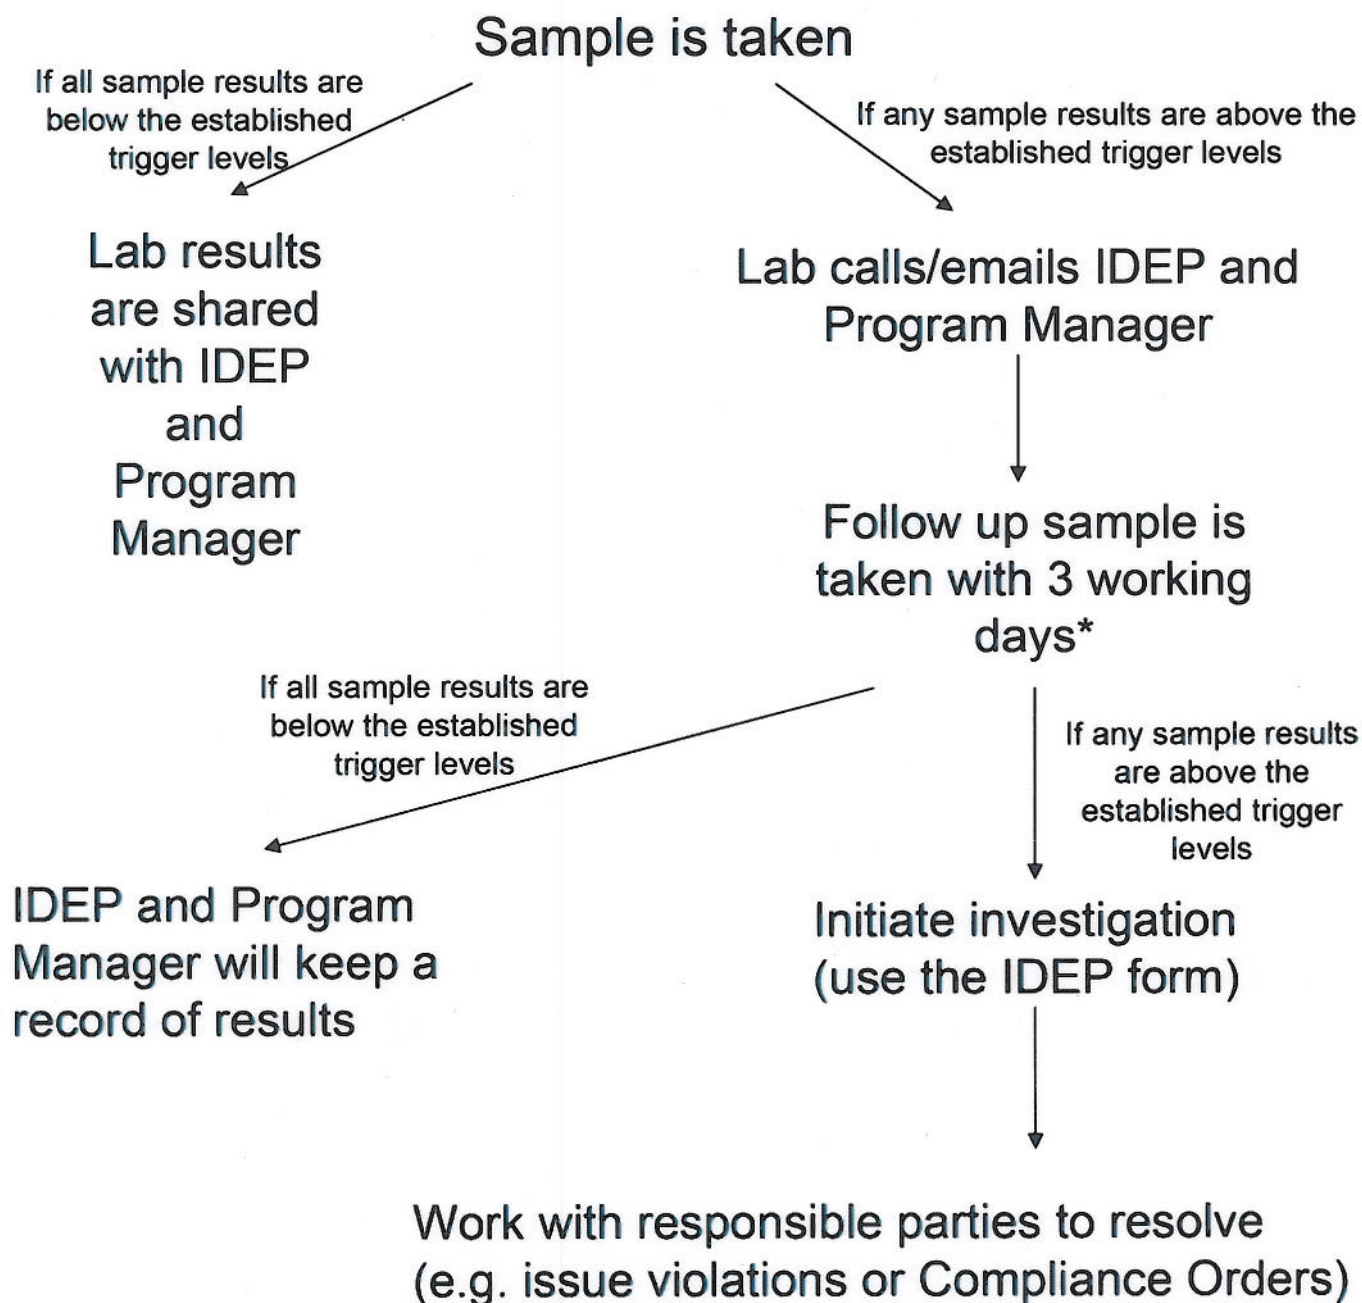 Sample is taken
If all sample results are
below the established
trigger levels
If any sample results are above the
established trigger levels
Lab results
are shared
with IDEP
and
Program
Manager
Lab calls/emails IDEP and
Program Manager
Follow up sample is
taken with 3 working
days*
If all sample results are
below the established
trigger levels
If any sample results
are above the
established trigger
levels
IDEP and Program
Manager will keep a
record of results
Initiate investigation
(use the IDEP form)
Work with responsible parties to resolve
(e.g. issue violations or Compliance Orders)